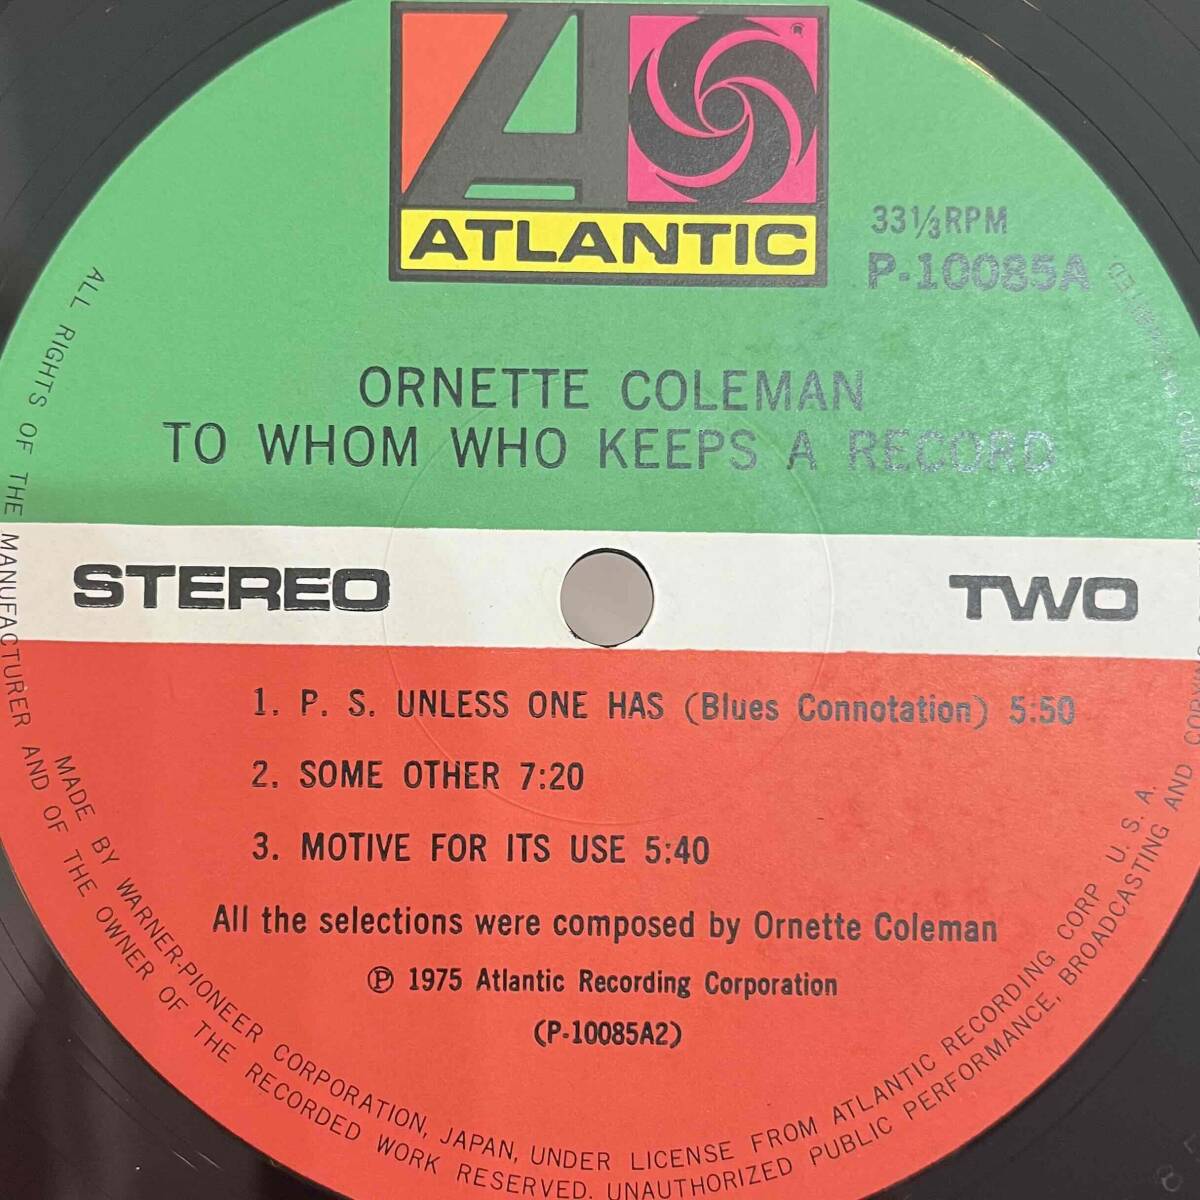 ATLANTIC
®
33⅓ RPM
P-10085A
ORNETTE COLEMAN
TO WHOM WHO KEEPS A RECORD
STEREO
TWO
1. P. S. UNLESS ONE HAS (Blues Connotation) 5:50
2. SOME OTHER 7:20
3. MOTIVE FOR ITS USE 5:40
All the selections were composed by Ornette Coleman
℗ 1975 Atlantic Recording Corporation
(P-10085A2)
MADE BY WARNER-PIONEER CORPORATION, JAPAN, UNDER LICENSE FROM ATLANTIC RECORDING CORP U. S. A.
ALL RIGHTS OF THE MANUFACTURER AND OF THE OWNER OF THE RECORDED WORK RESERVED. UNAUTHORIZED PUBLIC PERFORMANCE, BROADCASTING AND